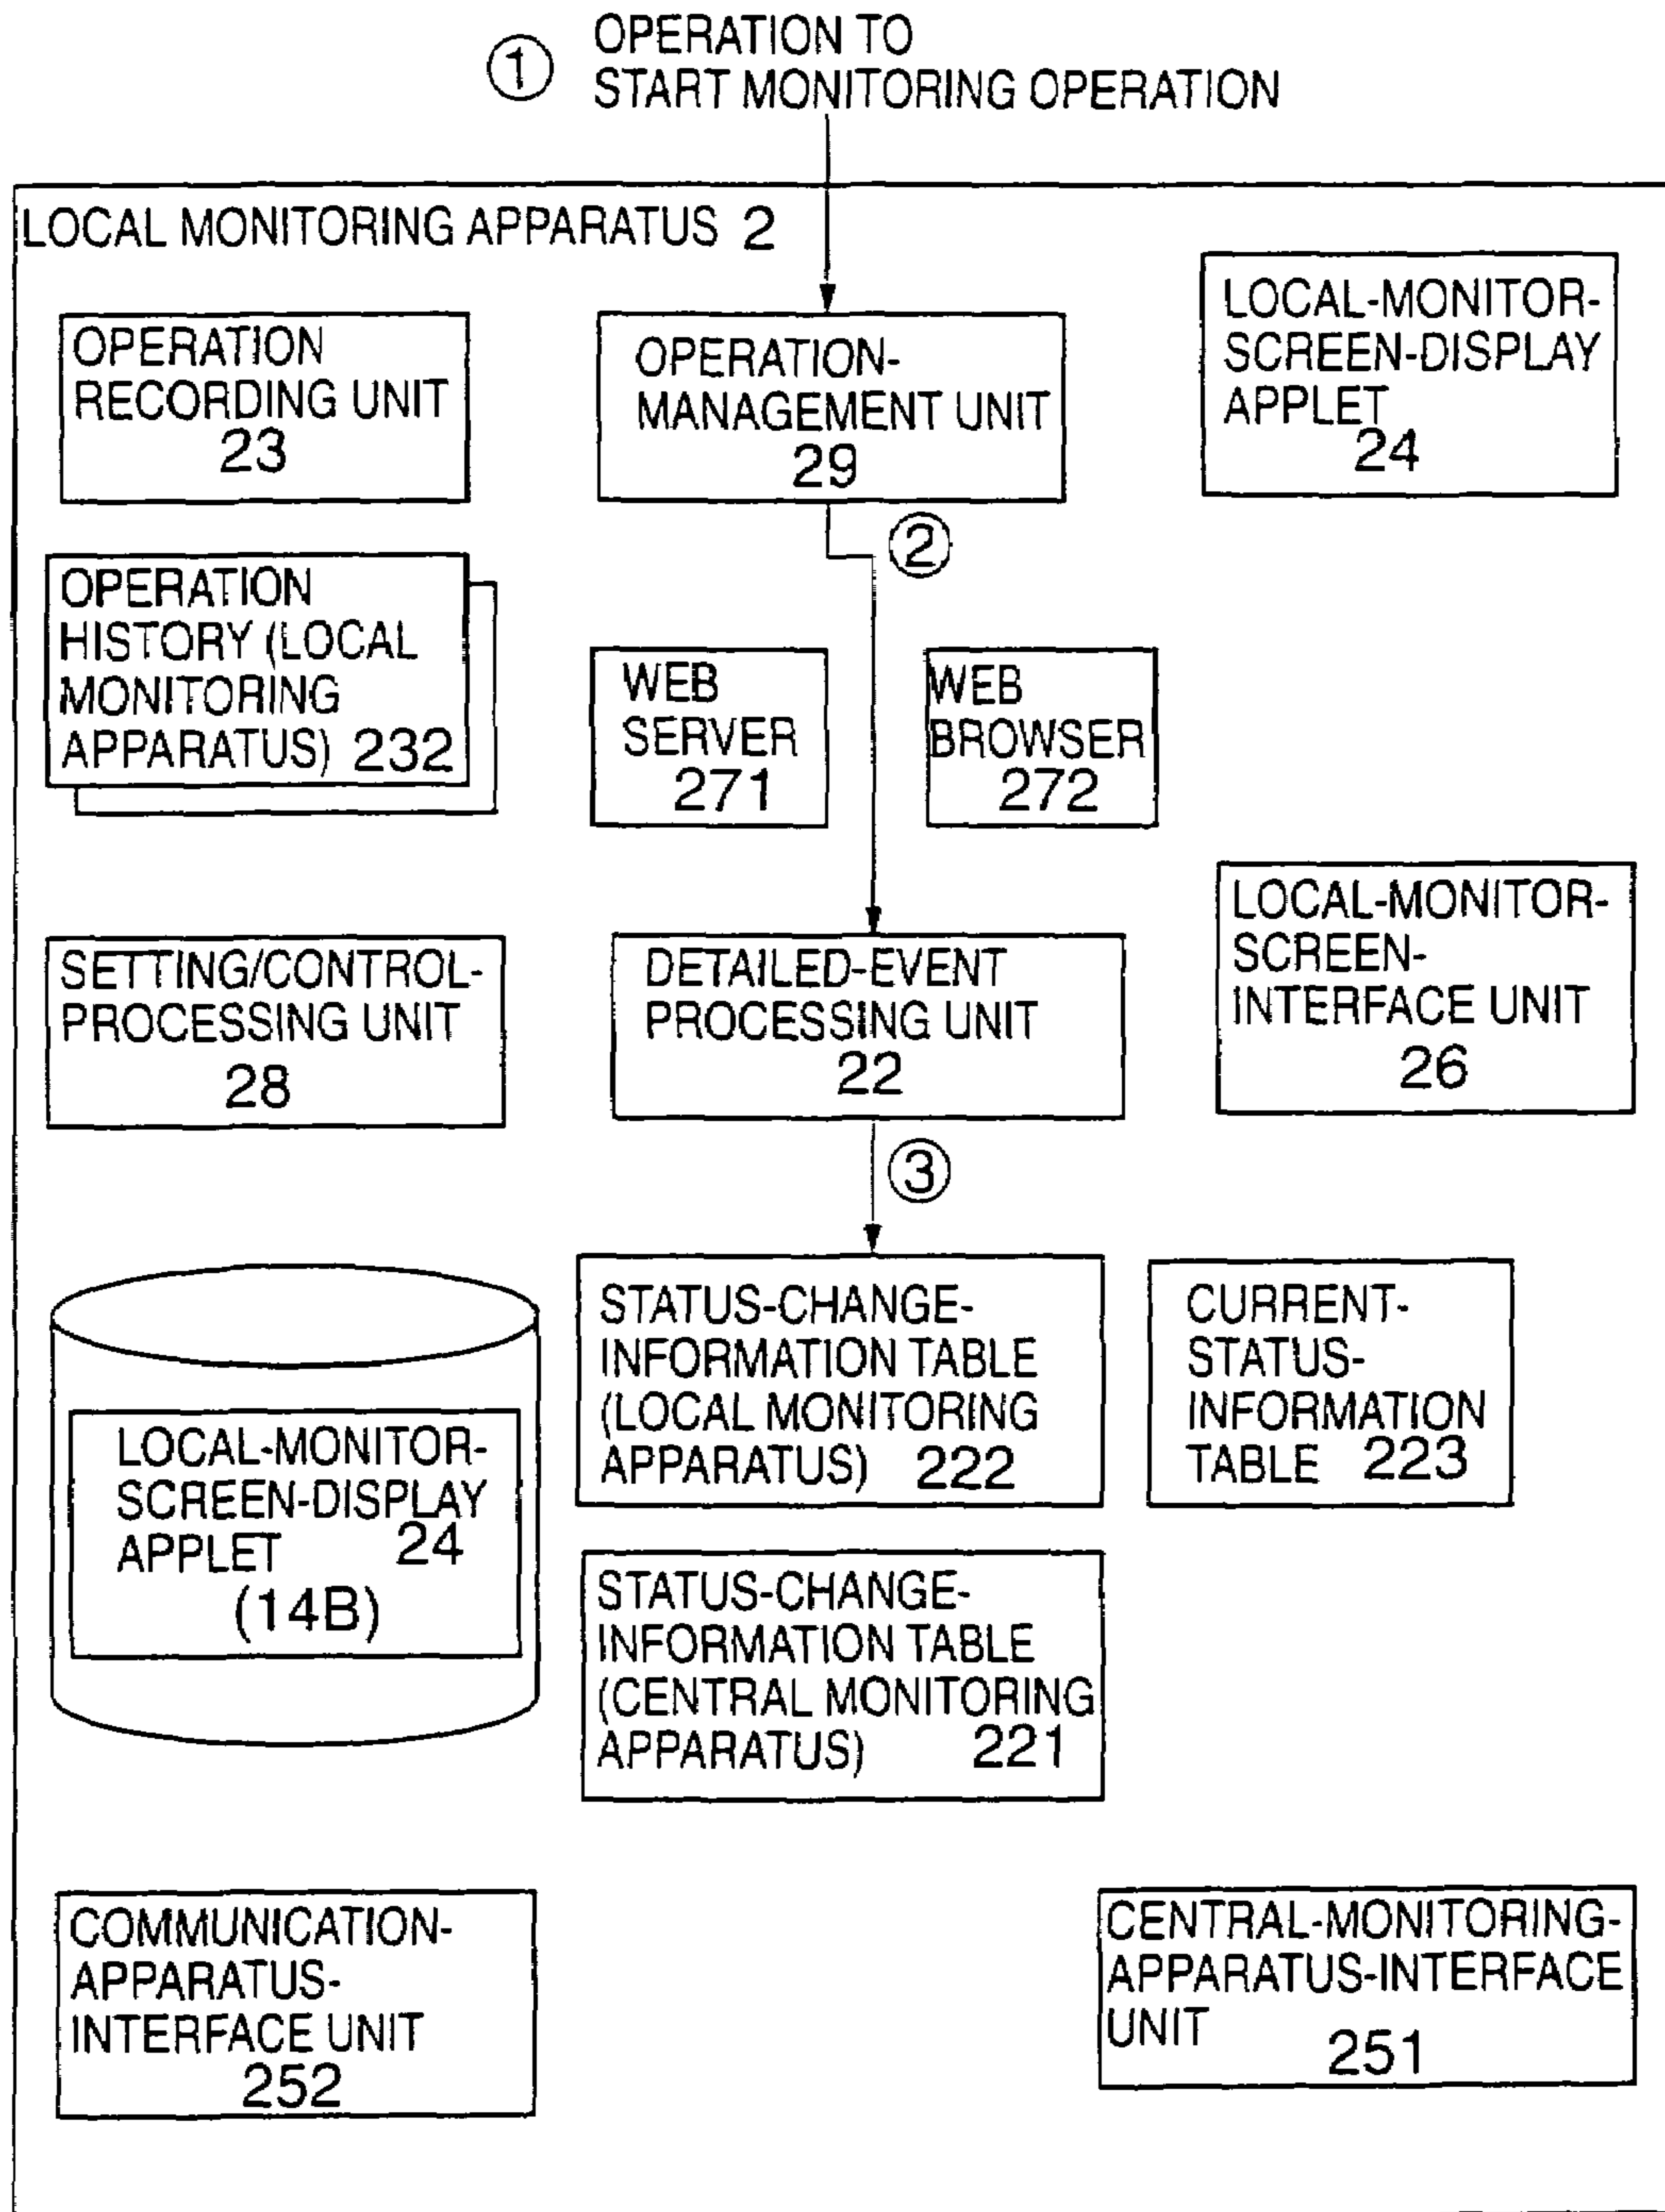 ① OPERATION TO
START MONITORING OPERATION
LOCAL MONITORING APPARATUS 2
OPERATION
RECORDING UNIT
23
OPERATION-
MANAGEMENT UNIT
29
LOCAL-MONITOR-
SCREEN-DISPLAY
APPLET
24
②
OPERATION
HISTORY (LOCAL
MONITORING
APPARATUS) 232
WEB
SERVER
271
WEB
BROWSER
272
SETTING/CONTROL-
PROCESSING UNIT
28
DETAILED-EVENT
PROCESSING UNIT
22
LOCAL-MONITOR-
SCREEN-
INTERFACE UNIT
26
③
LOCAL-MONITOR-
SCREEN-DISPLAY
APPLET 24
(14B)
STATUS-CHANGE-
INFORMATION TABLE
(LOCAL MONITORING
APPARATUS) 222
CURRENT-
STATUS-
INFORMATION
TABLE 223
STATUS-CHANGE-
INFORMATION TABLE
(CENTRAL MONITORING
APPARATUS) 221
COMMUNICATION-
APPARATUS-
INTERFACE UNIT
252
CENTRAL-MONITORING-
APPARATUS-INTERFACE
UNIT 251